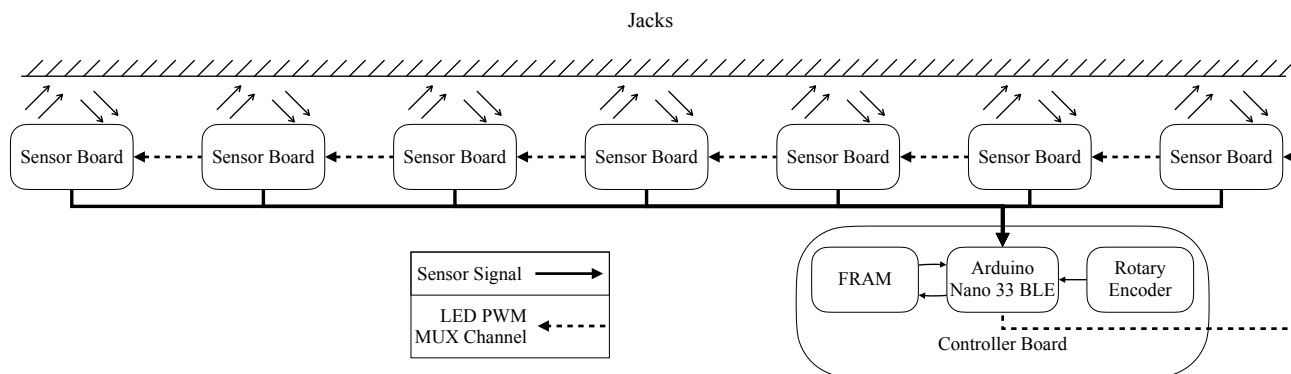 Jacks
Sensor Board
Sensor Board
Sensor Board
Sensor Board
Sensor Board
Sensor Board
Sensor Board
Sensor Signal
LED PWM
MUX Channel
FRAM
Arduino
Nano 33 BLE
Rotary
Encoder
Controller Board